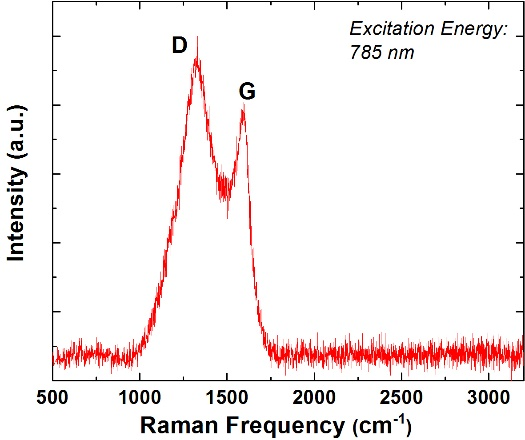 Excitation Energy:
785 nm
D
G
Intensity (a.u.)
500 1000 1500 2000 2500 3000
Raman Frequency (cm⁻¹)